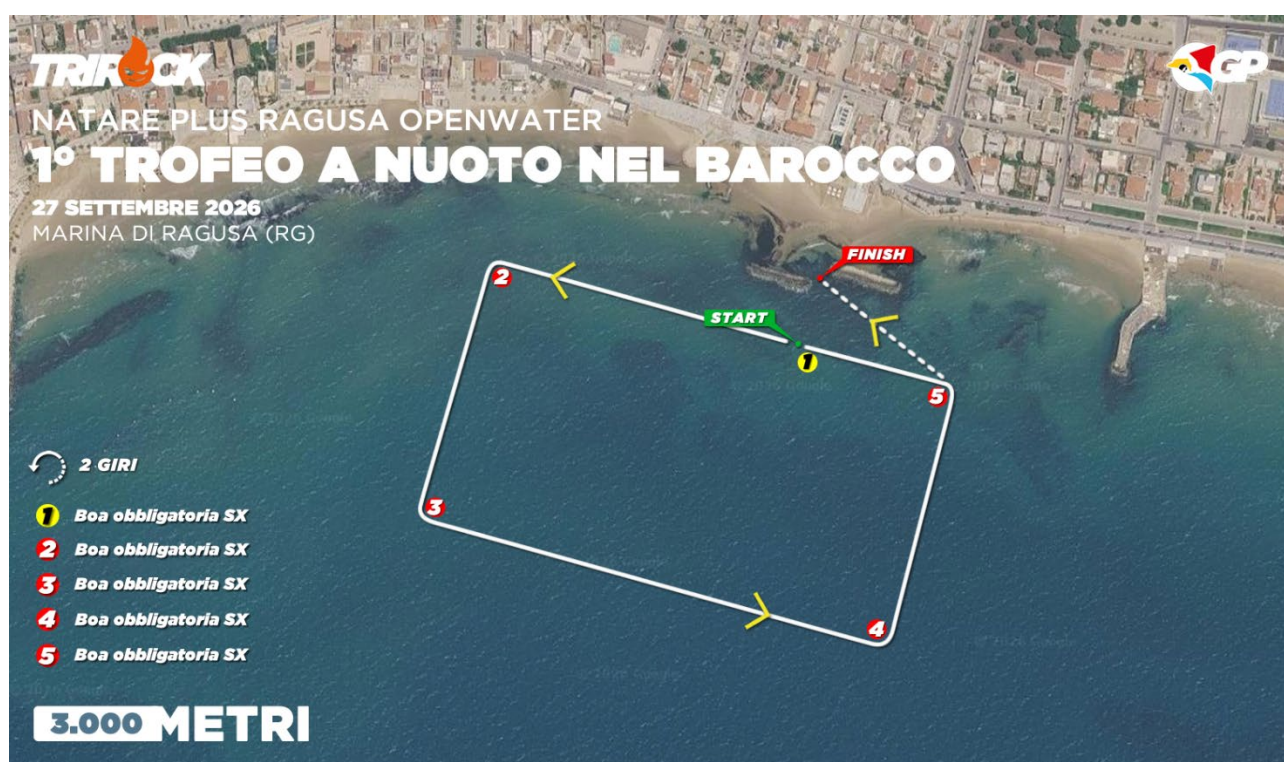 TRIROCK
GP
NATARE PLUS RAGUSA OPENWATER
1° TROFEO A NUOTO NEL BAROCCO
27 SETTEMBRE 2026
MARINA DI RAGUSA (RG)
FINISH
2
START
1
5
3
4
2 GIRI
1 Boa obbligatoria SX
2 Boa obbligatoria SX
3 Boa obbligatoria SX
4 Boa obbligatoria SX
5 Boa obbligatoria SX
3.000 METRI